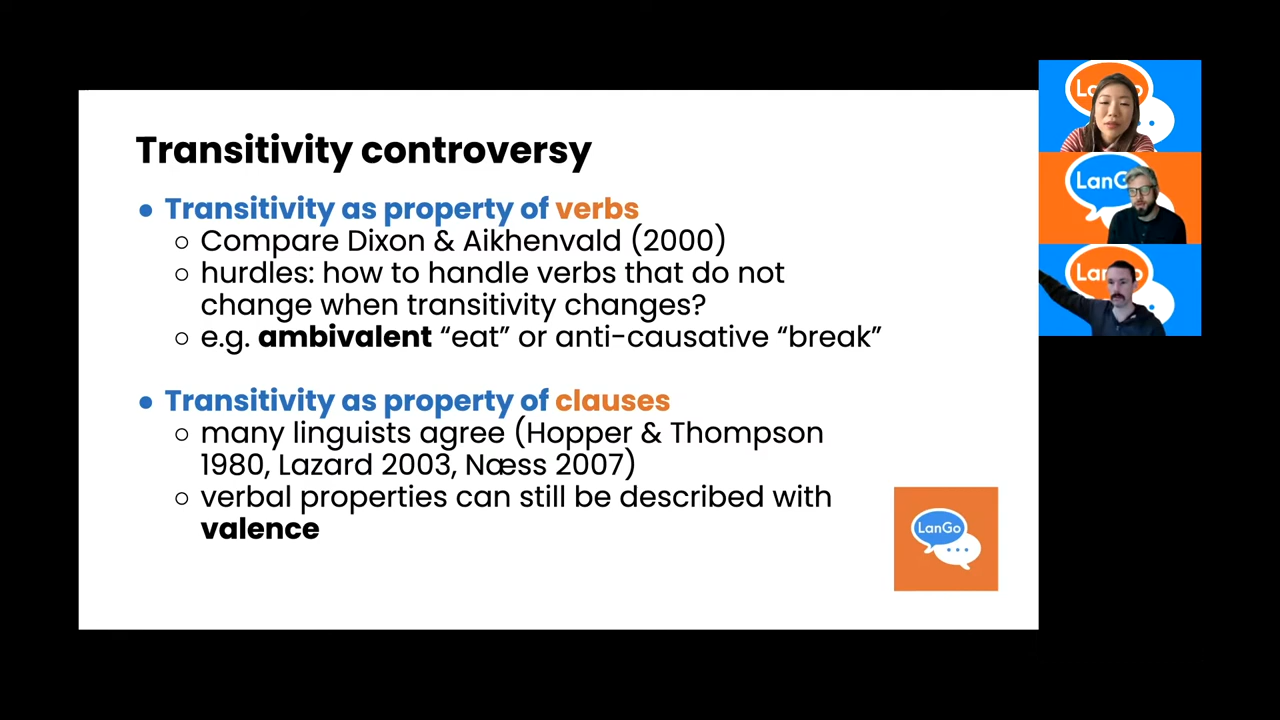 Transitivity controversy
● Transitivity as property of verbs
○ Compare Dixon & Aikhenvald (2000)
○ hurdles: how to handle verbs that do not
change when transitivity changes?
○ e.g. ambivalent “eat” or anti-causative “break”
● Transitivity as property of clauses
○ many linguists agree (Hopper & Thompson
1980, Lazard 2003, Næss 2007)
○ verbal properties can still be described with
valence
LanGo